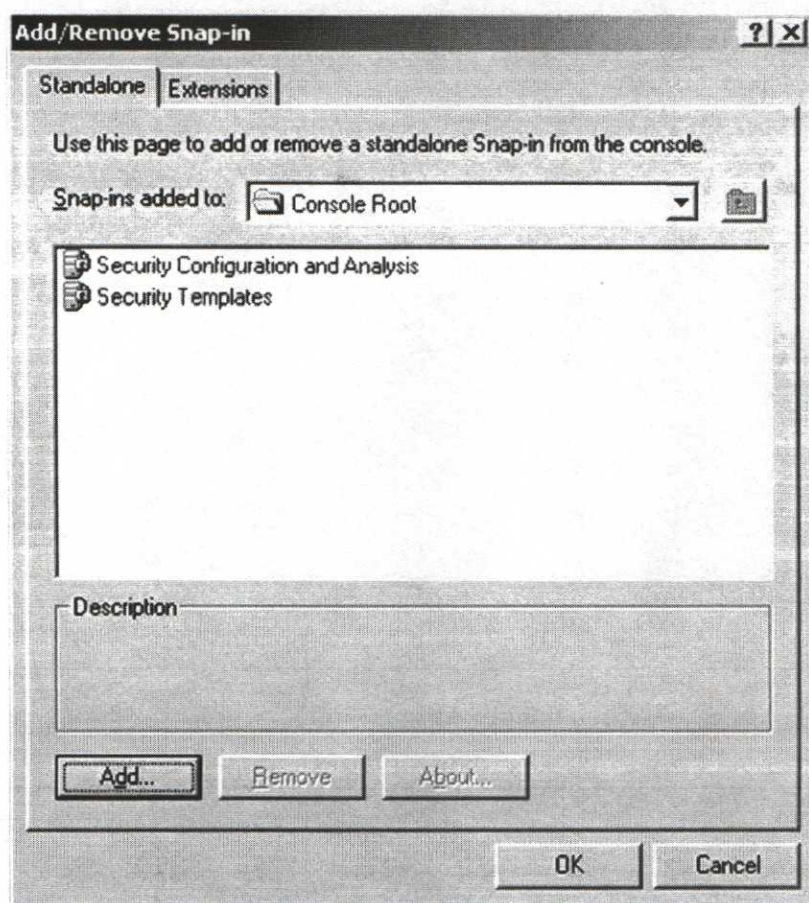 Add/Remove Snap-in
Standalone Extensions
Use this page to add or remove a standalone Snap-in from the console.
Snap-ins added to: Console Root
Security Configuration and Analysis
Security Templates
Description
Add... Remove About...
OK Cancel